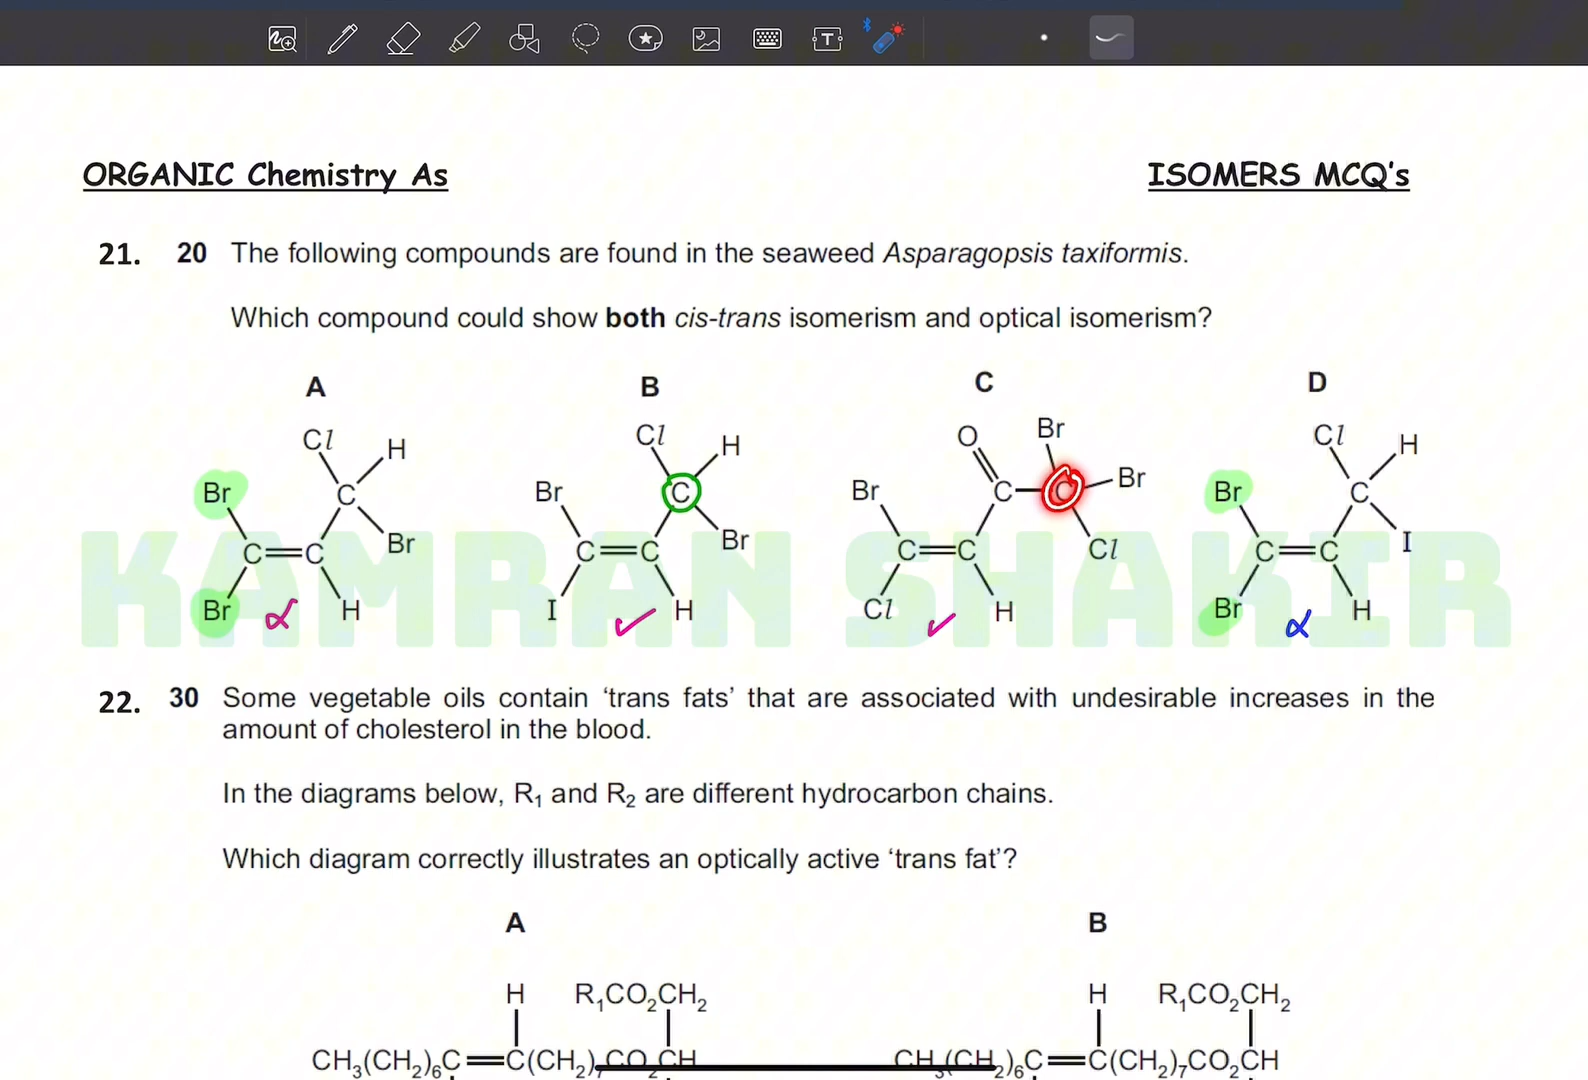 ORGANIC Chemistry As
ISOMERS MCQ's
21. 20 The following compounds are found in the seaweed Asparagopsis taxiformis.
Which compound could show both cis-trans isomerism and optical isomerism?
A B C D
Cl H Br C Br C=C Br H
Cl H Br C Br C=C I H
O Br Br C C Br C=C Cl Cl H
Cl H Br C I C=C Br H
KAMRAN SHAKIR
22. 30 Some vegetable oils contain ‘trans fats’ that are associated with undesirable increases in the
amount of cholesterol in the blood.
In the diagrams below, R₁ and R₂ are different hydrocarbon chains.
Which diagram correctly illustrates an optically active ‘trans fat’?
A B
H R₁CO₂CH₂ H R₁CO₂CH₂
CH₃(CH₂)₆C=C(CH₂)₇CO₂CH CH₃(CH₂)₆C=C(CH₂)₇CO₂CH